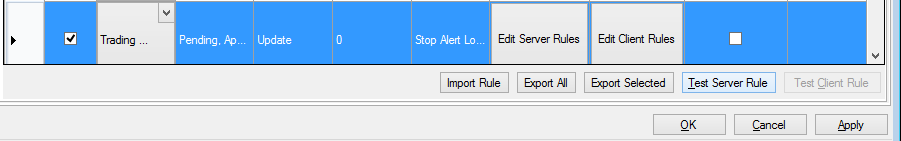 Trading ... Pending, Ap... Update 0 Stop Alert Lo... Edit Server Rules Edit Client Rules
Import Rule Export All Export Selected Test Server Rule Test Client Rule
OK Cancel Apply